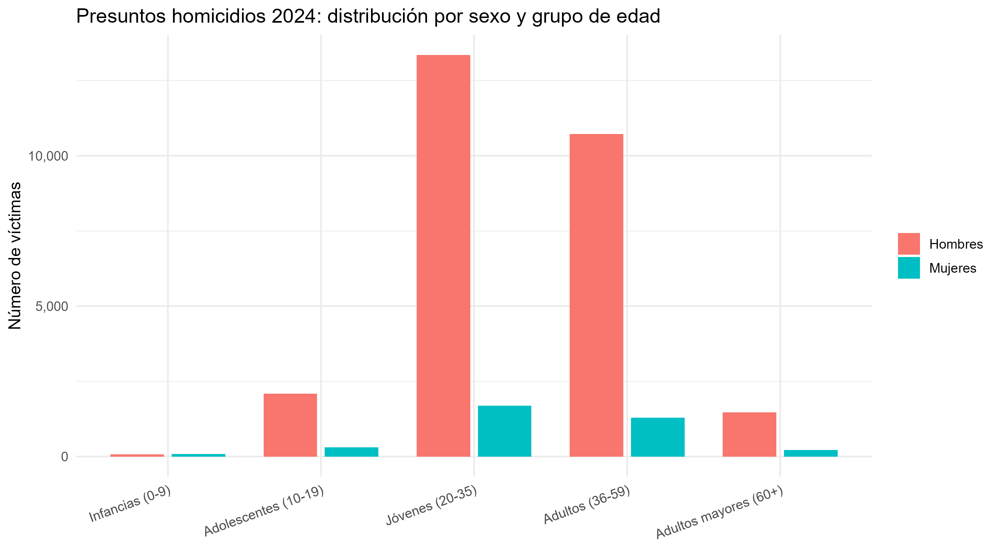 Presuntos homicidios 2024: distribución por sexo y grupo de edad
Número de víctimas
10,000
5,000
0
Infancias (0-9)
Adolescentes (10-19)
Jóvenes (20-35)
Adultos (36-59)
Adultos mayores (60+)
Hombres
Mujeres